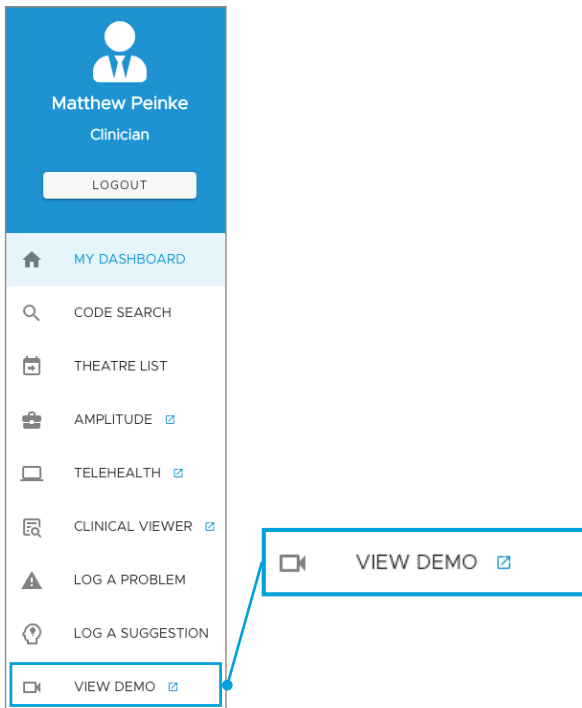 Matthew Peinke
Clinician
LOGOUT
MY DASHBOARD
CODE SEARCH
THEATRE LIST
AMPLITUDE
TELEHEALTH
CLINICAL VIEWER
LOG A PROBLEM
LOG A SUGGESTION
VIEW DEMO
VIEW DEMO